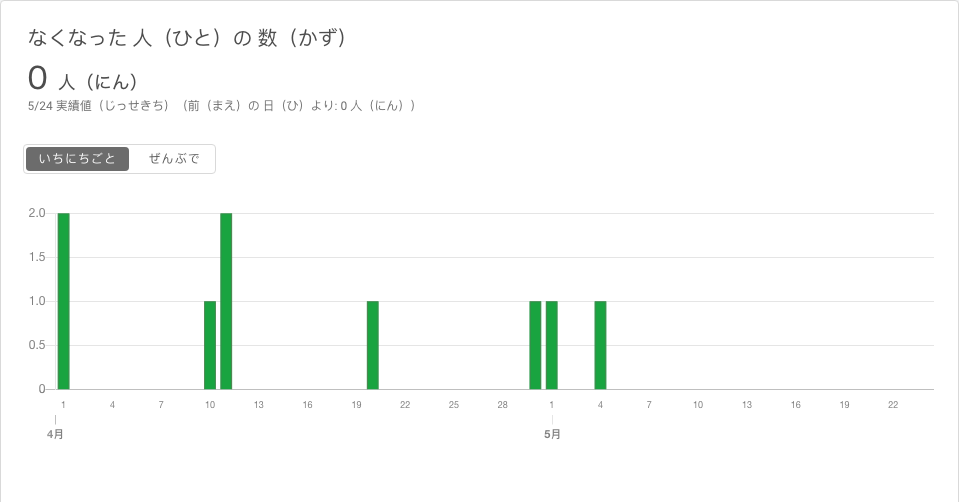 なくなった 人（ひと）の 数（かず）
0 人（にん）
5/24 実績値（じっせきち）（前（まえ）の 日（ひ）より: 0 人（にん））
いちにちごと ぜんぶで
2.0
1.5
1.0
0.5
0
1 4 7 10 13 16 19 22 25 28 1 4 7 10 13 16 19 22
4月 5月